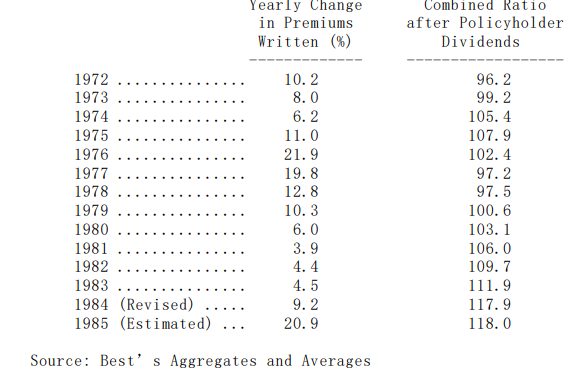 Yearly Change Combined Ratio
in Premiums after Policyholder
Written (%) Dividends
------------- ------------------
1972 ............... 10.2 96.2
1973 ............... 8.0 99.2
1974 ............... 6.2 105.4
1975 ............... 11.0 107.9
1976 ............... 21.9 102.4
1977 ............... 19.8 97.2
1978 ............... 12.8 97.5
1979 ............... 10.3 100.6
1980 ............... 6.0 103.1
1981 ............... 3.9 106.0
1982 ............... 4.4 109.7
1983 ............... 4.5 111.9
1984 (Revised) ..... 9.2 117.9
1985 (Estimated) ... 20.9 118.0
Source: Best’s Aggregates and Averages